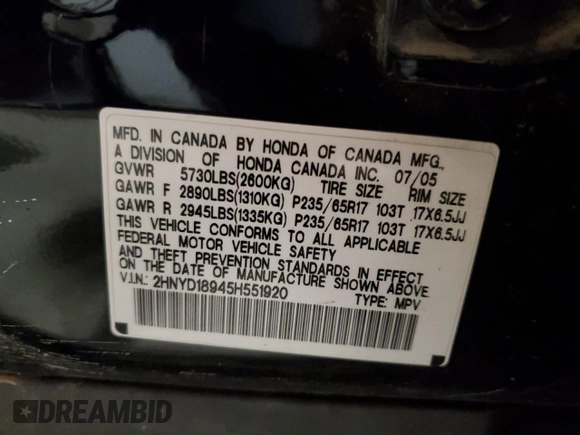 MFD. IN CANADA BY HONDA OF CANADA MFG.,
A DIVISION OF HONDA CANADA INC. 07/05
GVWR 5730LBS(2600KG) TIRE SIZE RIM SIZE
GAWR F 2890LBS(1310KG) P235/65R17 103T 17X6.5JJ
GAWR R 2945LBS(1335KG) P235/65R17 103T 17X6.5JJ
THIS VEHICLE CONFORMS TO ALL APPLICABLE
FEDERAL MOTOR VEHICLE SAFETY
AND THEFT PREVENTION STANDARDS IN EFFECT
ON THE DATE OF MANUFACTURE SHOWN ABOVE.
V.I.N.: 2HNYD18945H551920 TYPE: MPV
DREAMBID